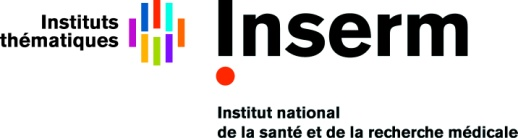 Instituts
thématiques
Inserm
Institut national
de la santé et de la recherche médicale